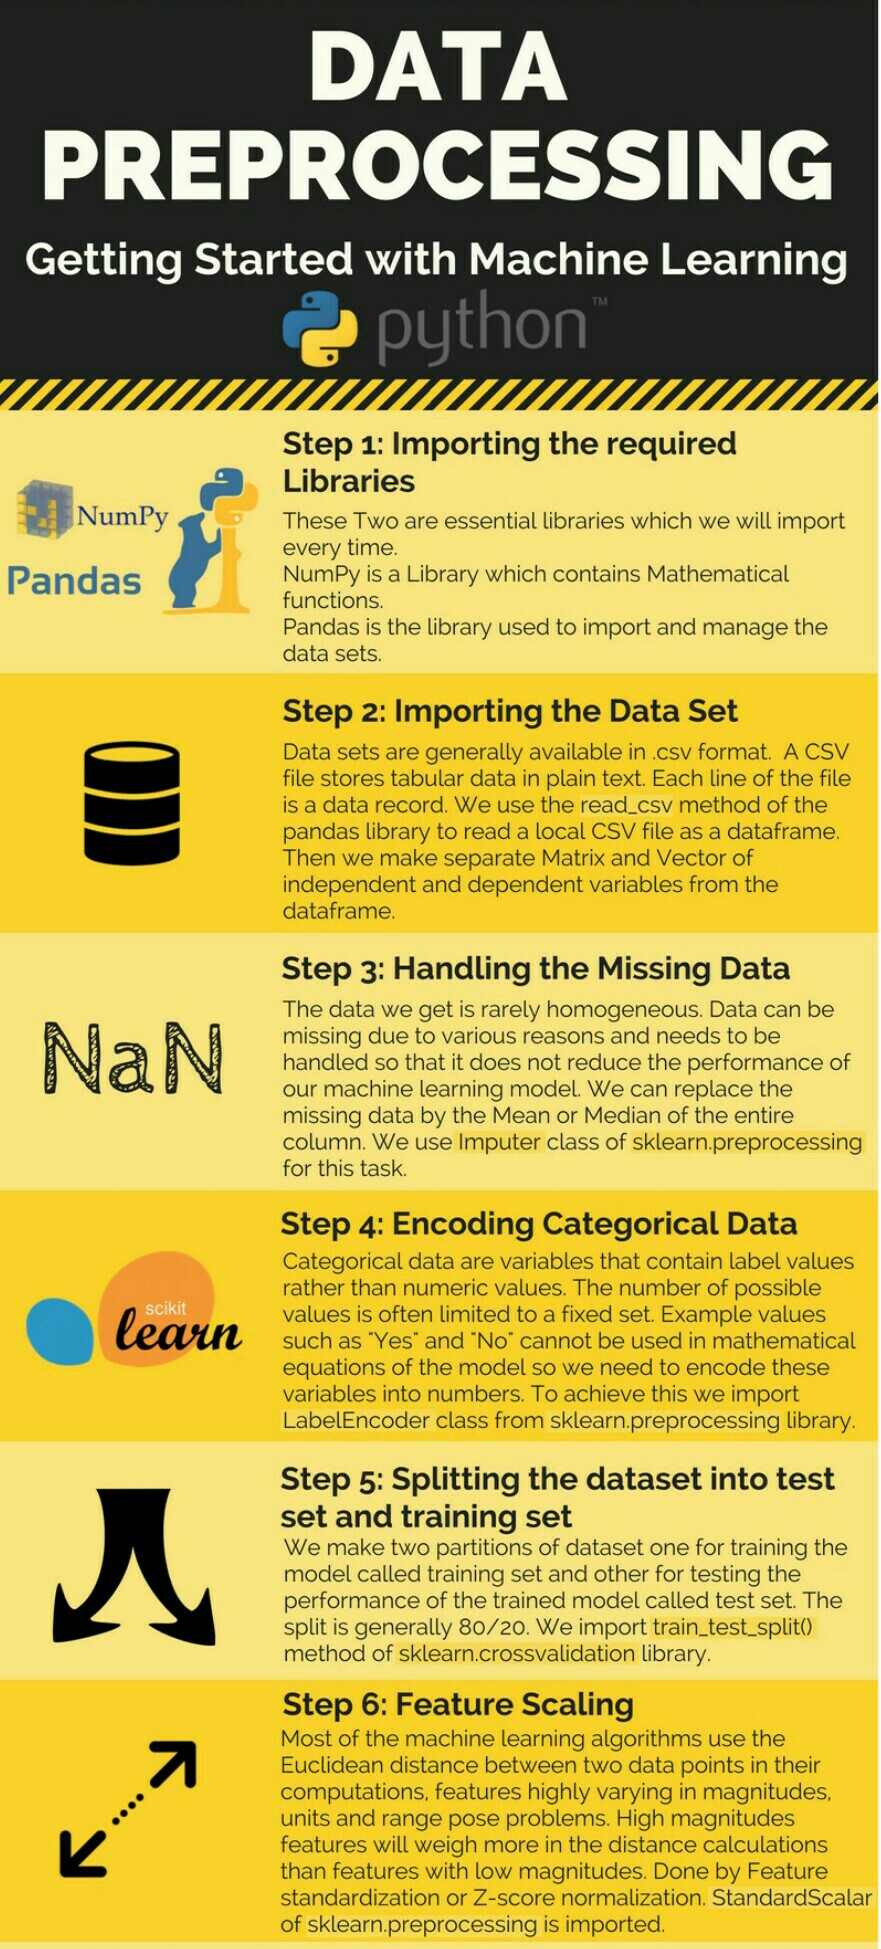 DATA
PREPROCESSING
Getting Started with Machine Learning
python™
Step 1: Importing the required
Libraries
NumPy
Pandas
These Two are essential libraries which we will import
every time.
NumPy is a Library which contains Mathematical
functions.
Pandas is the library used to import and manage the
data sets.
Step 2: Importing the Data Set
Data sets are generally available in .csv format. A CSV
file stores tabular data in plain text. Each line of the file
is a data record. We use the read_csv method of the
pandas library to read a local CSV file as a dataframe.
Then we make separate Matrix and Vector of
independent and dependent variables from the
dataframe.
Step 3: Handling the Missing Data
NaN
The data we get is rarely homogeneous. Data can be
missing due to various reasons and needs to be
handled so that it does not reduce the performance of
our machine learning model. We can replace the
missing data by the Mean or Median of the entire
column. We use Imputer class of sklearn.preprocessing
for this task.
Step 4: Encoding Categorical Data
scikit
learn
Categorical data are variables that contain label values
rather than numeric values. The number of possible
values is often limited to a fixed set. Example values
such as "Yes" and "No" cannot be used in mathematical
equations of the model so we need to encode these
variables into numbers. To achieve this we import
LabelEncoder class from sklearn.preprocessing library.
Step 5: Splitting the dataset into test
set and training set
We make two partitions of dataset one for training the
model called training set and other for testing the
performance of the trained model called test set. The
split is generally 80/20. We import train_test_split()
method of sklearn.crossvalidation library.
Step 6: Feature Scaling
Most of the machine learning algorithms use the
Euclidean distance between two data points in their
computations, features highly varying in magnitudes,
units and range pose problems. High magnitudes
features will weigh more in the distance calculations
than features with low magnitudes. Done by Feature
standardization or Z-score normalization. StandardScalar
of sklearn.preprocessing is imported.